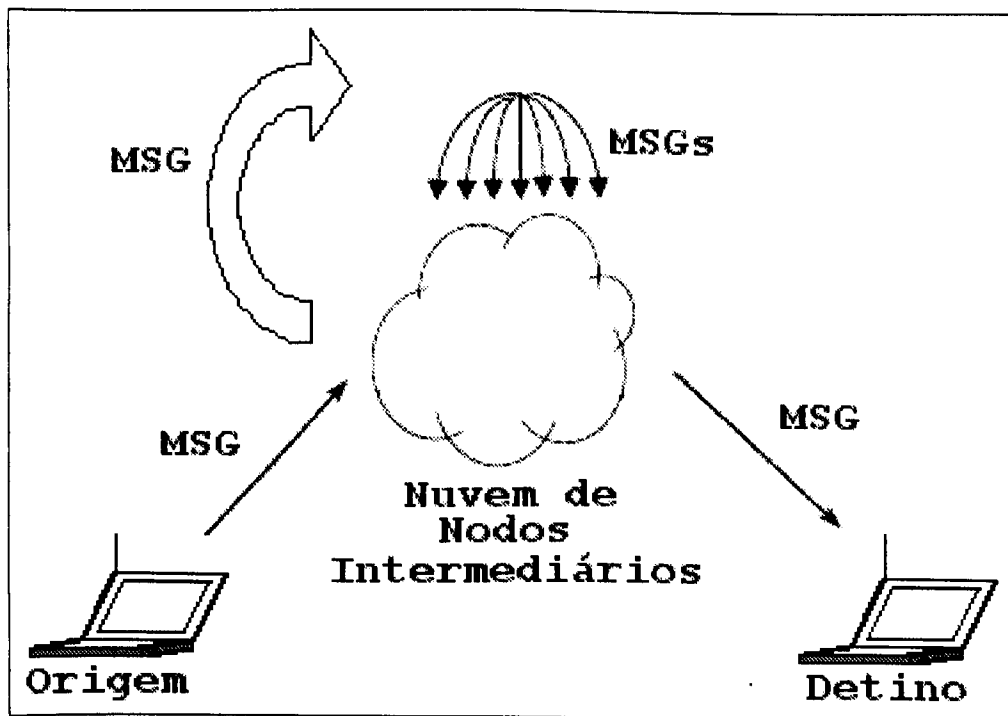 MSG
MSGs
MSG
MSG
Nuvem de
Nodos
Intermediários
Origem
Detino